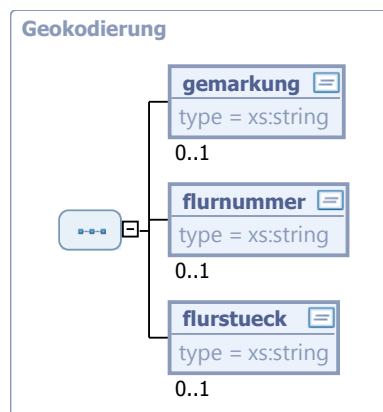 Geokodierung
gemarkung
type = xs:string
0..1
flurnummer
type = xs:string
0..1
flurstueck
type = xs:string
0..1